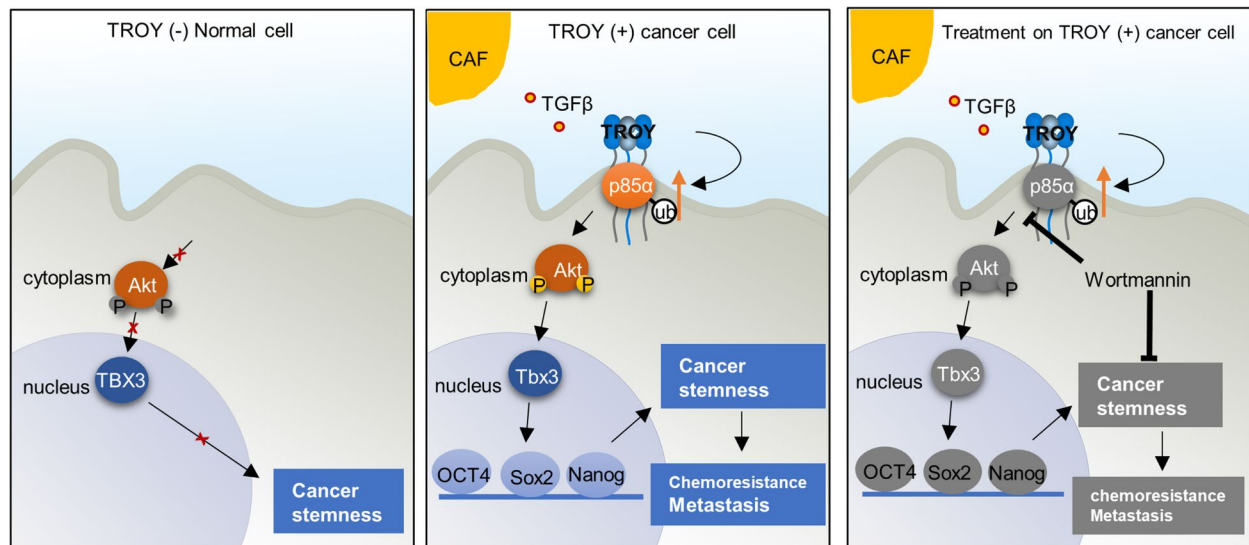 TROY (-) Normal cell
cytoplasm
Akt
P
P
nucleus
TBX3
Cancer
stemness
TROY (+) cancer cell
CAF
TGFβ
TROY
p85α
ub
cytoplasm
Akt
P
P
nucleus
Tbx3
OCT4
Sox2
Nanog
Cancer
stemness
Chemoresistance
Metastasis
Treatment on TROY (+) cancer cell
CAF
TGFβ
TROY
p85α
ub
cytoplasm
Akt
P
P
Wortmannin
nucleus
Tbx3
OCT4
Sox2
Nanog
Cancer
stemness
chemoresistance
Metastasis